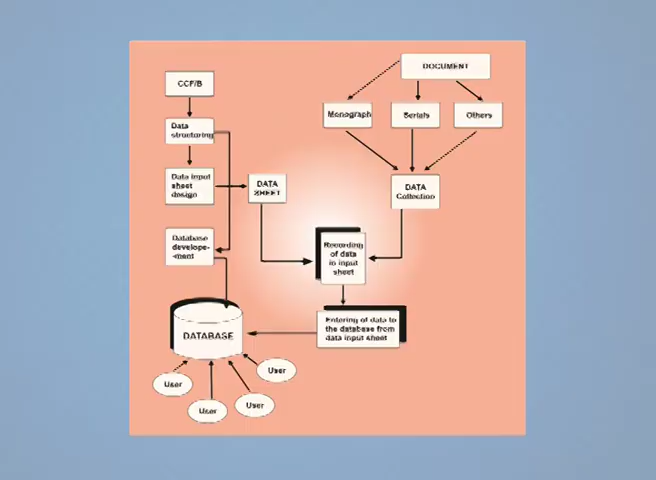 DOCUMENT
CCF/B
Monograph
Serials
Others
Data
structuring
Data input
sheet
design
DATA
SHEET
DATA
Collection
Database
develope-
-ment
Recording
of data
in input
sheet
Entering of data to
the database from
data input sheet
DATABASE
User
User
User
User